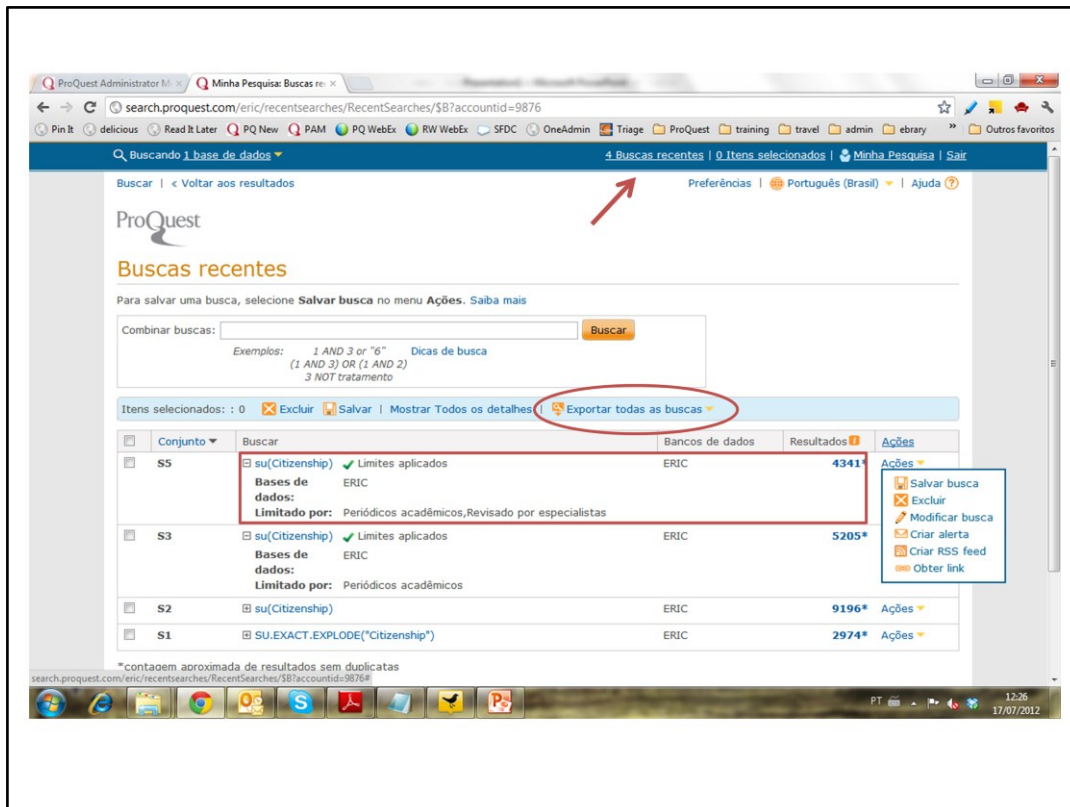 ProQuest Administrator M
Minha Pesquisa: Buscas re
search.proquest.com/eric/recentsearches/RecentSearches/$B?accountid=9876
Pin It delicious Read It Later PQ New PAM PQ WebEx RW WebEx SFDC OneAdmin Triage ProQuest training travel admin ebrary » Outros favoritos
Buscando 1 base de dados 4 Buscas recentes | 0 Itens selecionados | Minha Pesquisa | Sair
Buscar | < Voltar aos resultados Preferências | Português (Brasil) | Ajuda ?
ProQuest
Buscas recentes
Para salvar uma busca, selecione Salvar busca no menu Ações. Saiba mais
Combinar buscas: Buscar
Exemplos: 1 AND 3 or "6" Dicas de busca
(1 AND 3) OR (1 AND 2)
3 NOT tratamento
Itens selecionados: : 0 Excluir Salvar | Mostrar Todos os detalhes | Exportar todas as buscas
Conjunto Buscar Bancos de dados Resultados Ações
S5 su(Citizenship) Limites aplicados ERIC 4341* Ações
Bases de dados: ERIC
Limitado por: Periódicos acadêmicos,Revisado por especialistas
Salvar busca
Excluir
Modificar busca
Criar alerta
Criar RSS feed
Obter link
S3 su(Citizenship) Limites aplicados ERIC 5205*
Bases de dados: ERIC
Limitado por: Periódicos acadêmicos
S2 su(Citizenship) ERIC 9196* Ações
S1 SU.EXACT.EXPLODE("Citizenship") ERIC 2974* Ações
*contagem aproximada de resultados sem duplicatas
search.proquest.com/eric/recentsearches/RecentSearches/$B?accountid=9876#
PT 12:26
17/07/2012